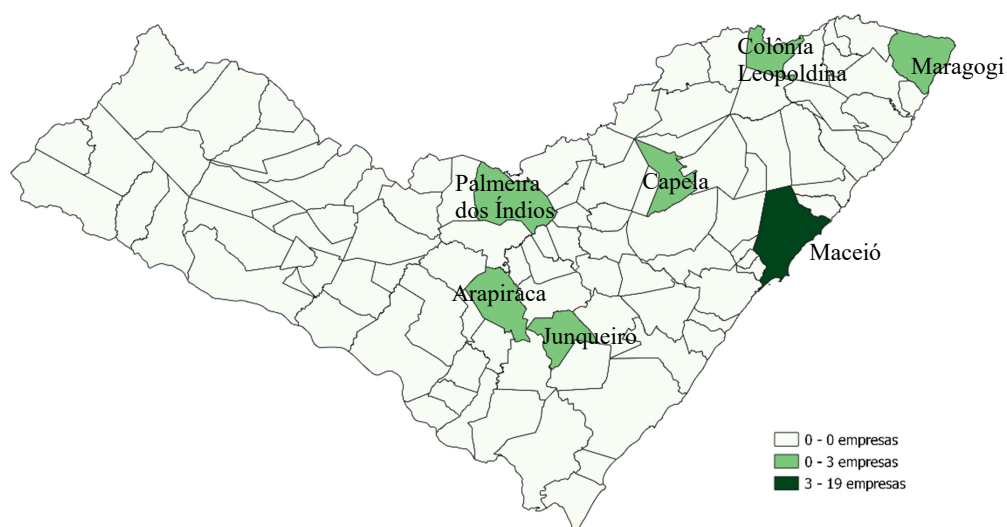 Colônia
Leopoldina
Maragogi
Palmeira
dos Índios
Capela
Maceió
Arapiraca
Junqueiro
0 - 0 empresas
0 - 3 empresas
3 - 19 empresas